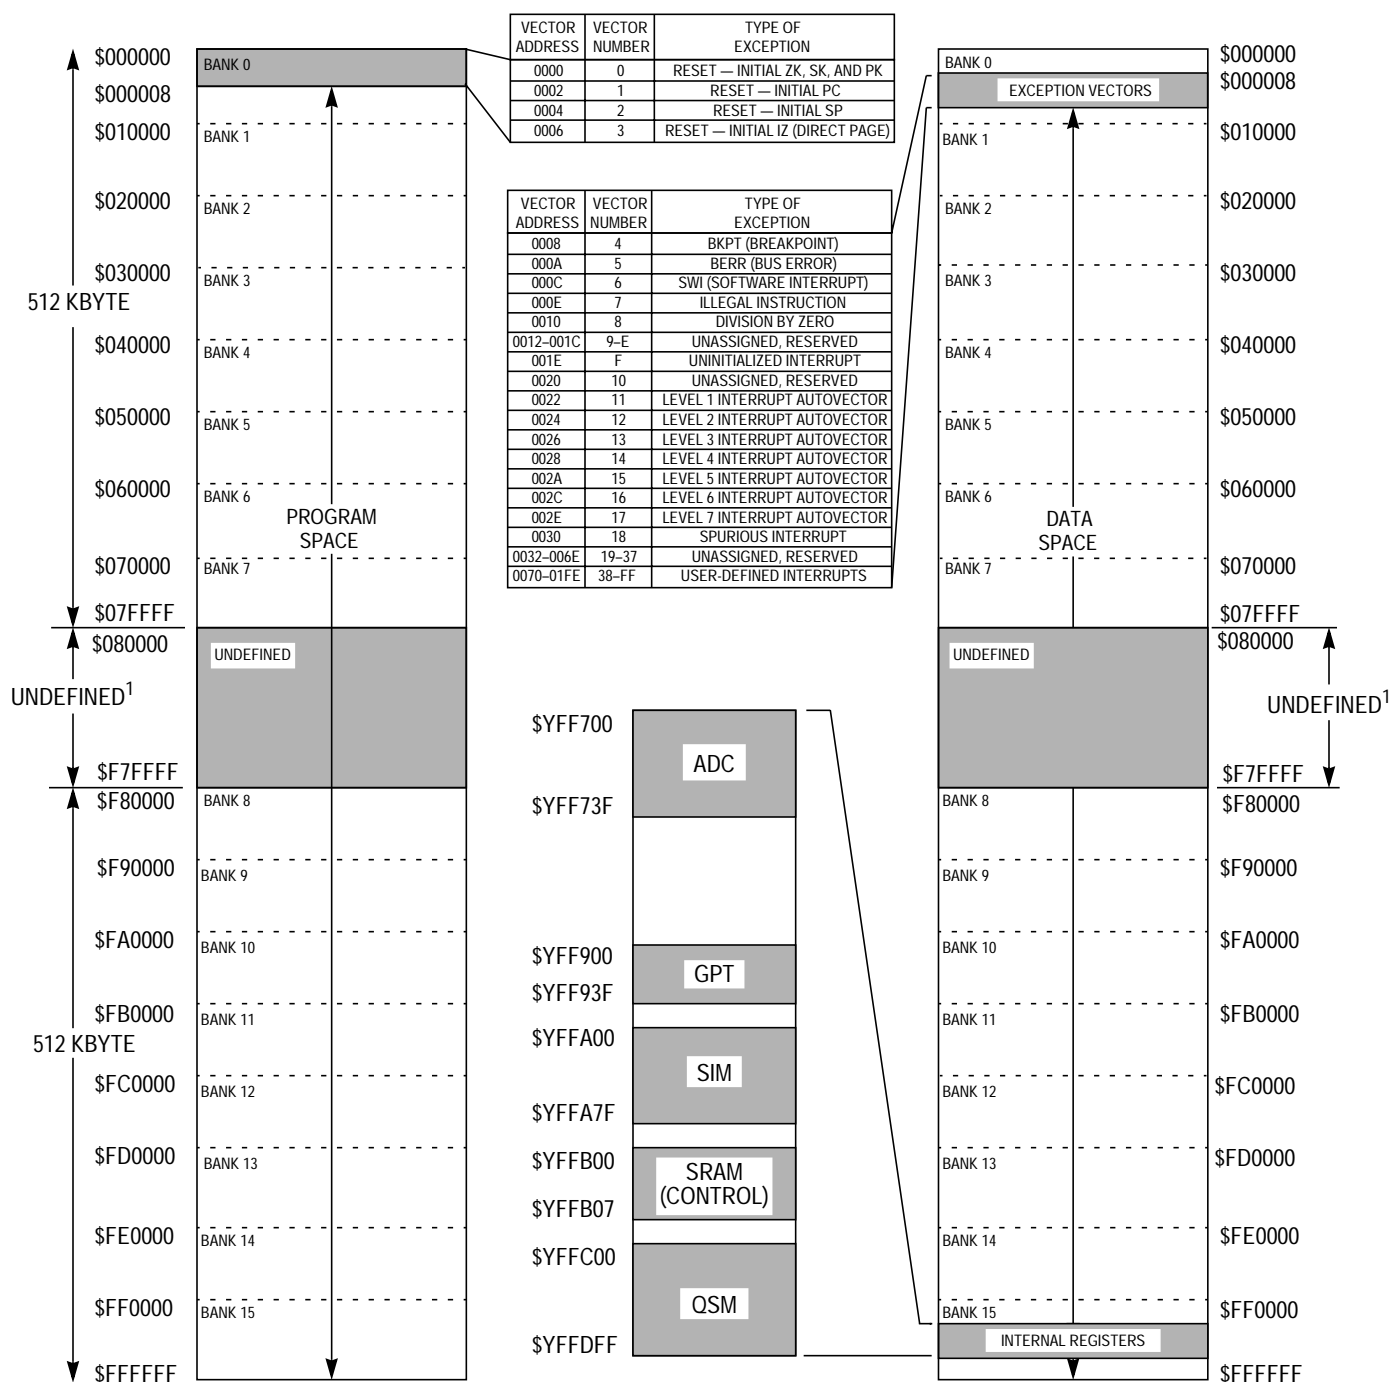 VECTOR ADDRESS VECTOR NUMBER TYPE OF EXCEPTION
0000 0 RESET — INITIAL ZK, SK, AND PK
0002 1 RESET — INITIAL PC
0004 2 RESET — INITIAL SP
0006 3 RESET — INITIAL IZ (DIRECT PAGE)
VECTOR ADDRESS VECTOR NUMBER TYPE OF EXCEPTION
0008 4 BKPT (BREAKPOINT)
000A 5 BERR (BUS ERROR)
000C 6 SWI (SOFTWARE INTERRUPT)
000E 7 ILLEGAL INSTRUCTION
0010 8 DIVISION BY ZERO
0012–001C 9–E UNASSIGNED, RESERVED
001E F UNINITIALIZED INTERRUPT
0020 10 UNASSIGNED, RESERVED
0022 11 LEVEL 1 INTERRUPT AUTOVECTOR
0024 12 LEVEL 2 INTERRUPT AUTOVECTOR
0026 13 LEVEL 3 INTERRUPT AUTOVECTOR
0028 14 LEVEL 4 INTERRUPT AUTOVECTOR
002A 15 LEVEL 5 INTERRUPT AUTOVECTOR
002C 16 LEVEL 6 INTERRUPT AUTOVECTOR
002E 17 LEVEL 7 INTERRUPT AUTOVECTOR
0030 18 SPURIOUS INTERRUPT
0032–006E 19–37 UNASSIGNED, RESERVED
0070–01FE 38–FF USER-DEFINED INTERRUPTS
$000000
BANK 0
$000008
$010000
BANK 1
$020000
BANK 2
$030000
BANK 3
512 KBYTE
$040000
BANK 4
$050000
BANK 5
$060000
BANK 6
PROGRAM
SPACE
$070000
BANK 7
$07FFFF
$080000
UNDEFINED
UNDEFINED1
$F7FFFF
$F80000
BANK 8
$F90000
BANK 9
$FA0000
BANK 10
$FB0000
BANK 11
512 KBYTE
$FC0000
BANK 12
$FD0000
BANK 13
$FE0000
BANK 14
$FF0000
BANK 15
$FFFFFF
$YFF700
ADC
$YFF73F
$YFF900
GPT
$YFF93F
$YFFA00
SIM
$YFFA7F
$YFFB00
SRAM
(CONTROL)
$YFFB07
$YFFC00
QSM
$YFFDFF
BANK 0
$000000
$000008
EXCEPTION VECTORS
$010000
BANK 1
$020000
BANK 2
$030000
BANK 3
$040000
BANK 4
$050000
BANK 5
$060000
BANK 6
DATA
SPACE
$070000
BANK 7
$07FFFF
$080000
UNDEFINED
UNDEFINED1
$F7FFFF
$F80000
BANK 8
$F90000
BANK 9
$FA0000
BANK 10
$FB0000
BANK 11
$FC0000
BANK 12
$FD0000
BANK 13
$FE0000
BANK 14
$FF0000
BANK 15
INTERNAL REGISTERS
$FFFFFF